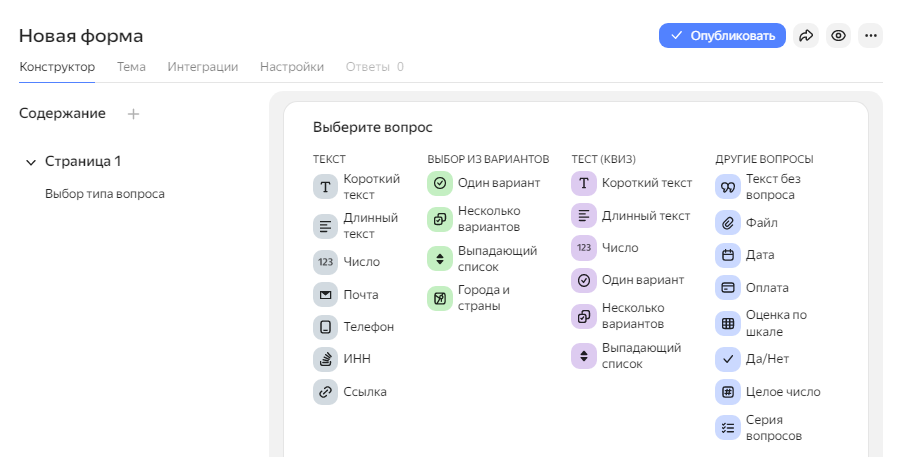 Новая форма
Опубликовать
Конструктор Тема Интеграции Настройки Ответы 0
Содержание
Страница 1
Выбор типа вопроса
Выберите вопрос
ТЕКСТ
Короткий
текст
Длинный
текст
123 Число
Почта
Телефон
ИНН
Ссылка
ВЫБОР ИЗ ВАРИАНТОВ
Один вариант
Несколько
вариантов
Выпадающий
список
Города и
страны
ТЕСТ (КВИЗ)
Короткий текст
Длинный текст
123 Число
Один вариант
Несколько
вариантов
Выпадающий
список
ДРУГИЕ ВОПРОСЫ
Текст без
вопроса
Файл
Дата
Оплата
Оценка по
шкале
Да/Нет
Целое число
Серия
вопросов